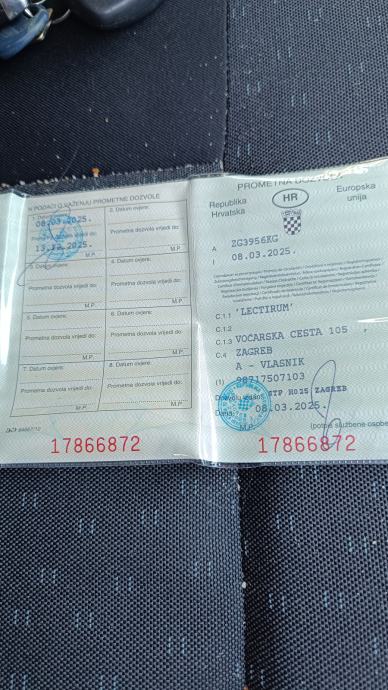 N PODACI O VAŽENJU PROMETNE DOZVOLE
1. Datum ovjere:
08.03.2025.
Prometna dozvola vrijedi do:
13.12.2025.
M.P.
2. Datum ovjere:
Prometna dozvola vrijedi do:
M.P.
3. Datum ovjere:
Prometna dozvola vrijedi do:
M.P.
4. Datum ovjere:
Prometna dozvola vrijedi do:
M.P.
5. Datum ovjere:
Prometna dozvola vrijedi do:
M.P.
6. Datum ovjere:
Prometna dozvola vrijedi do:
M.P.
7. Datum ovjere:
Prometna dozvola vrijedi do:
M.P.
8. Datum ovjere:
Prometna dozvola vrijedi do:
M.P.
17866872
PROMETNA DOZVOLA
Republika
Hrvatska
HR
Europska
unija
A ZG3956KG
I 08.03.2025.
C.1.1 'LECTIRUM'
C.1.2
C.1.3 VOCARSKA CESTA 105 ,
C.4 ZAGREB
A - VLASNIK
(1) 98717507103
STP H025 ZAGREB
08.03.2025.
M.P.
17866872